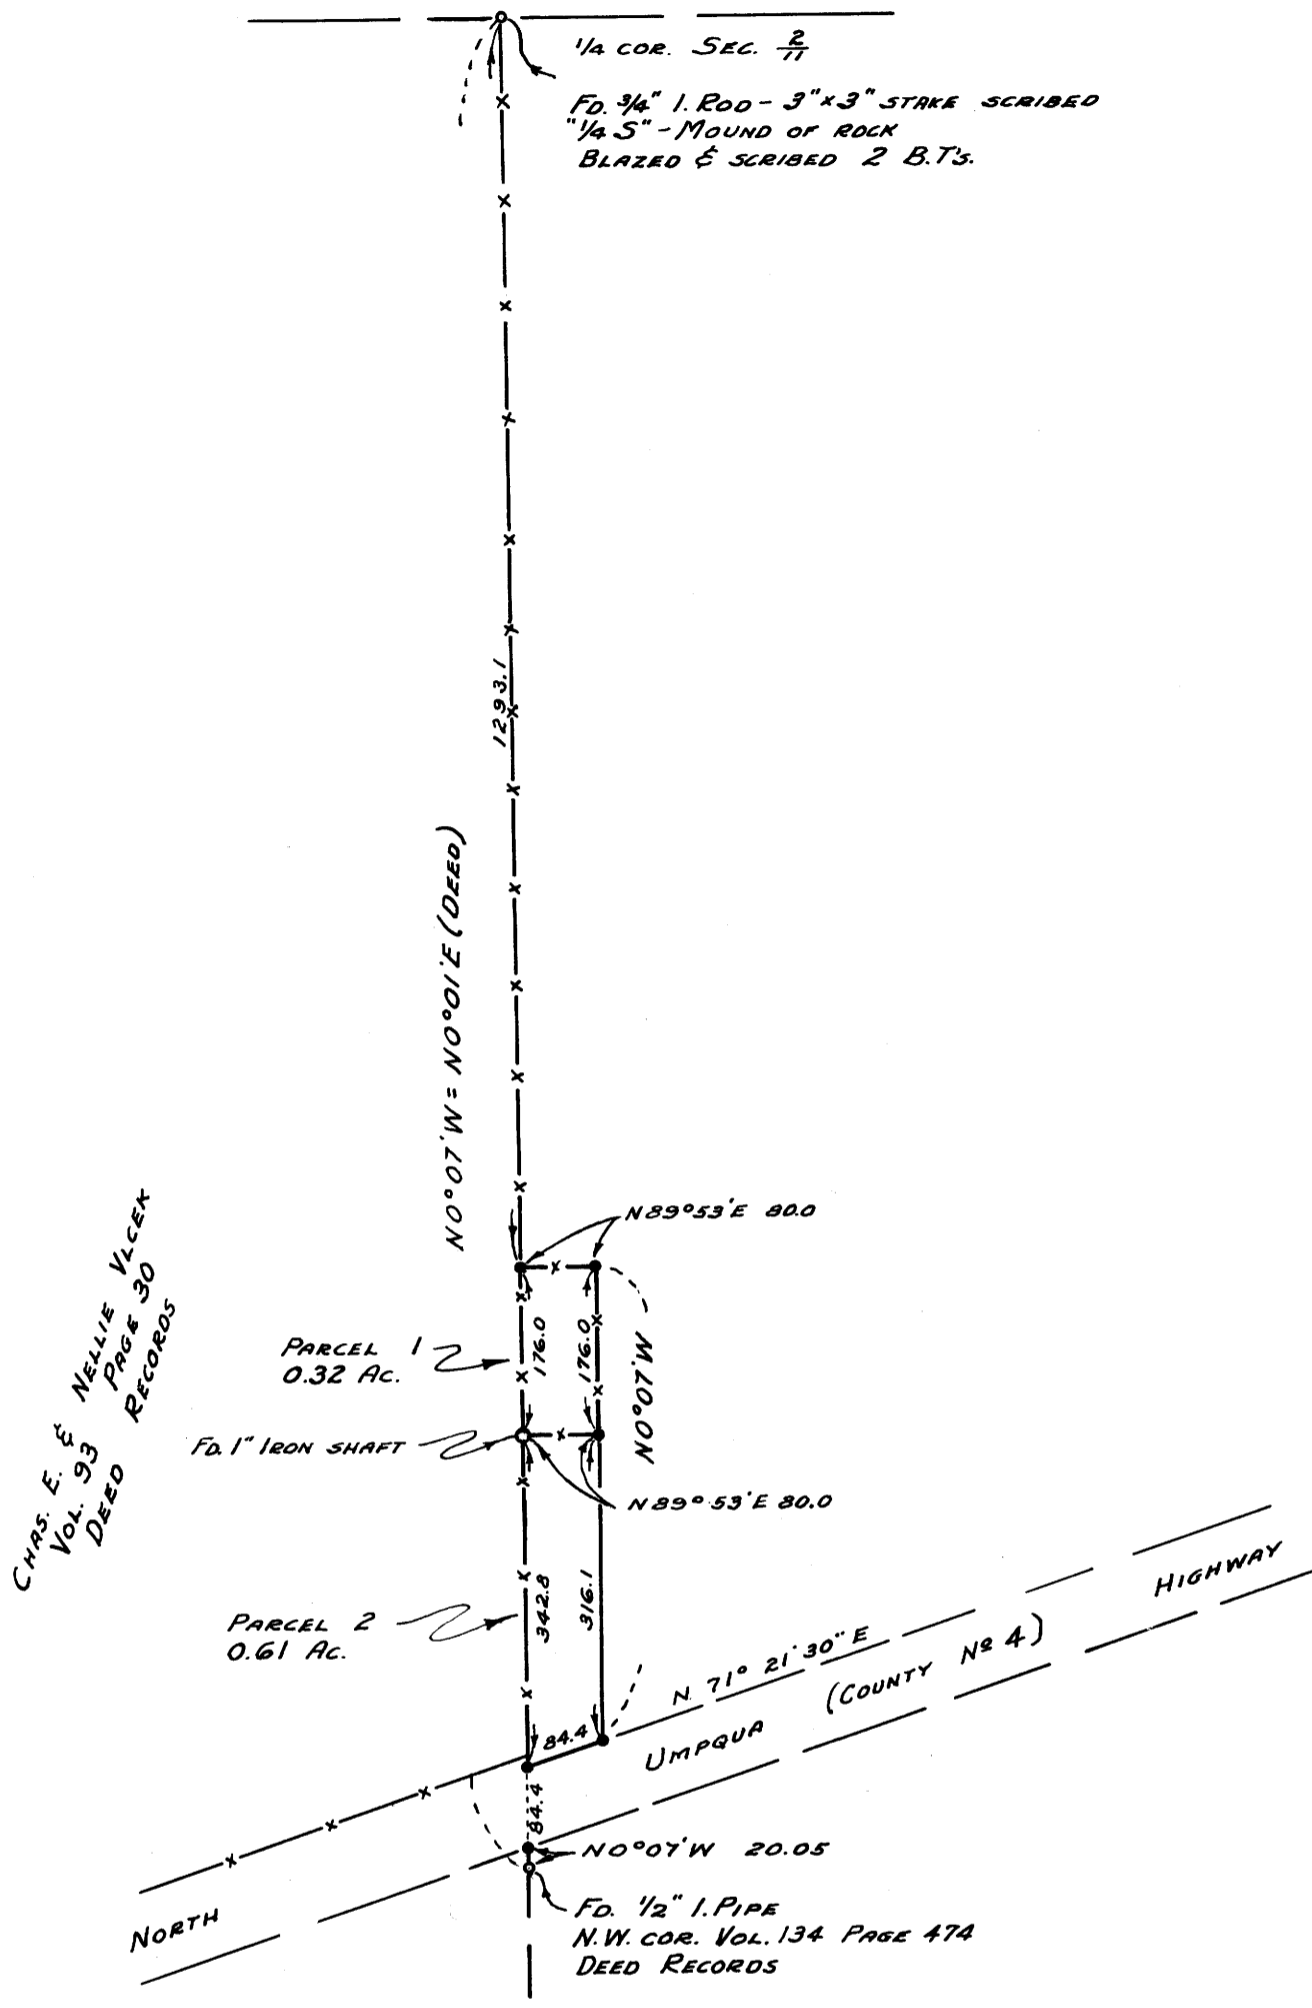 1/4 COR. SEC. 2/11
FD. 3/4" I. ROD - 3" x 3" STAKE SCRIBED
"1/4 S" - MOUND OF ROCK
BLAZED & SCRIBED 2 B.T's.
1293.1
N0°07'W = N0°01'E (DEED)
N89°53'E 80.0
CHAS. E. & NELLIE VLCEK
VOL. 93 PAGE 30
DEED RECORDS
PARCEL 1
0.32 AC.
176.0
176.0
N0°07'W
FD. 1" IRON SHAFT
N89°53'E 80.0
PARCEL 2
0.61 AC.
342.8
316.1
N 71° 21' 30" E
84.4
84.4
NORTH UMPQUA HIGHWAY
(COUNTY Nº 4)
N0°07'W 20.05
FD. 1/2" I. PIPE
N.W. COR. VOL. 134 PAGE 474
DEED RECORDS